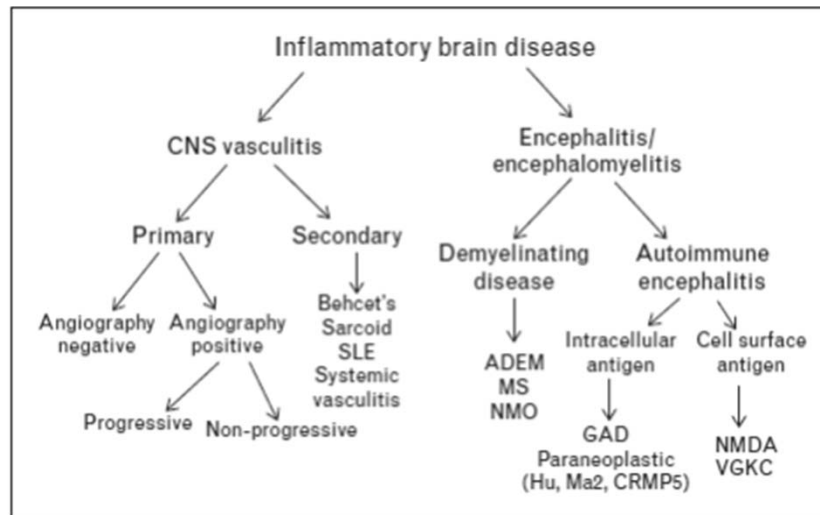 Inflammatory brain disease
CNS vasculitis
Encephalitis/
encephalomyelitis
Primary
Secondary
Demyelinating
disease
Autoimmune
encephalitis
Angiography
negative
Angiography
positive
Behcet's
Sarcoid
SLE
Systemic
vasculitis
ADEM
MS
NMO
Intracellular
antigen
Cell surface
antigen
Progressive
Non-progressive
GAD
Paraneoplastic
(Hu, Ma2, CRMP5)
NMDA
VGKC